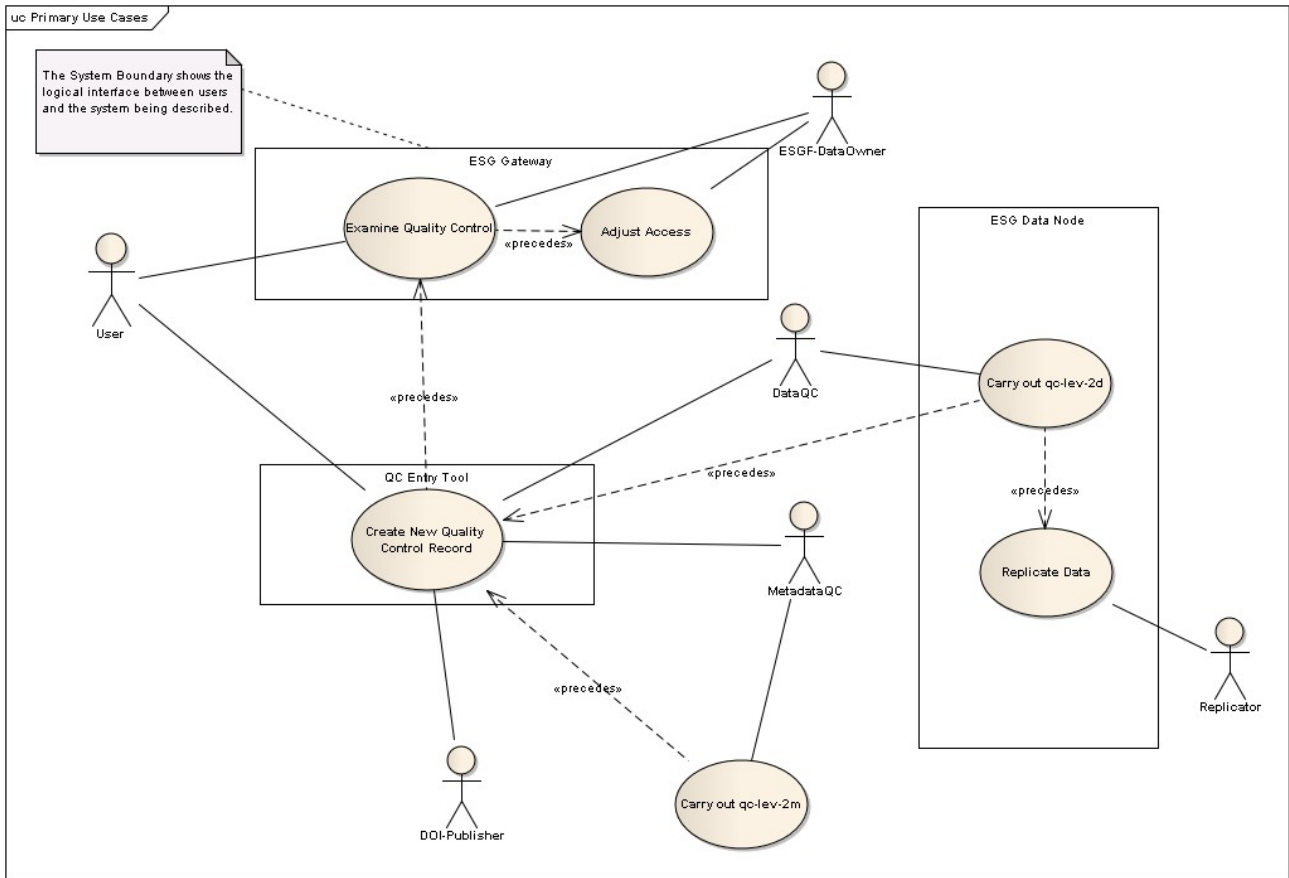 uc Primary Use Cases
The System Boundary shows the
logical interface between users
and the system being described.
ESGF-DataOwner
ESG Gateway
Examine Quality Control
«precedes»
Adjust Access
ESG Data Node
User
DataQC
Carry out qc-lev-2d
«precedes»
QC Entry Tool
«precedes»
«precedes»
Create New Quality
Control Record
Replicate Data
MetadataQC
«precedes»
Replicator
Carry out qc-lev-2m
DOI-Publisher